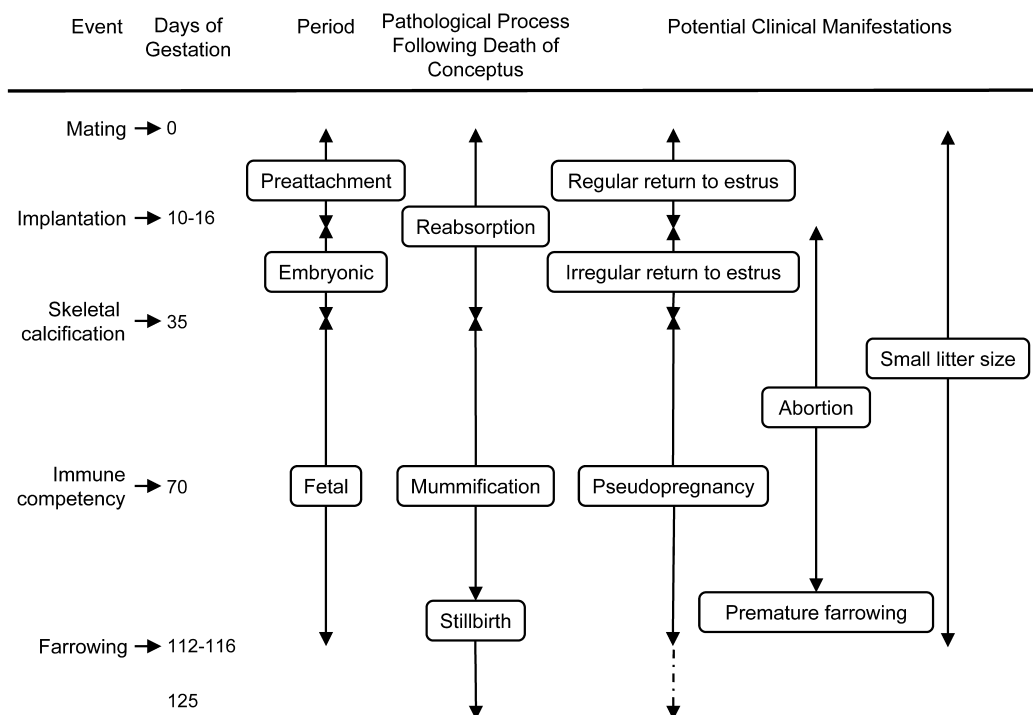 Event
Days of
Gestation
Period
Pathological Process
Following Death of
Conceptus
Potential Clinical Manifestations
Mating
0
Preattachment
Regular return to estrus
Implantation
10-16
Reabsorption
Embryonic
Irregular return to estrus
Skeletal
calcification
35
Small litter size
Abortion
Immune
competency
70
Fetal
Mummification
Pseudopregnancy
Stillbirth
Premature farrowing
Farrowing
112-116
125